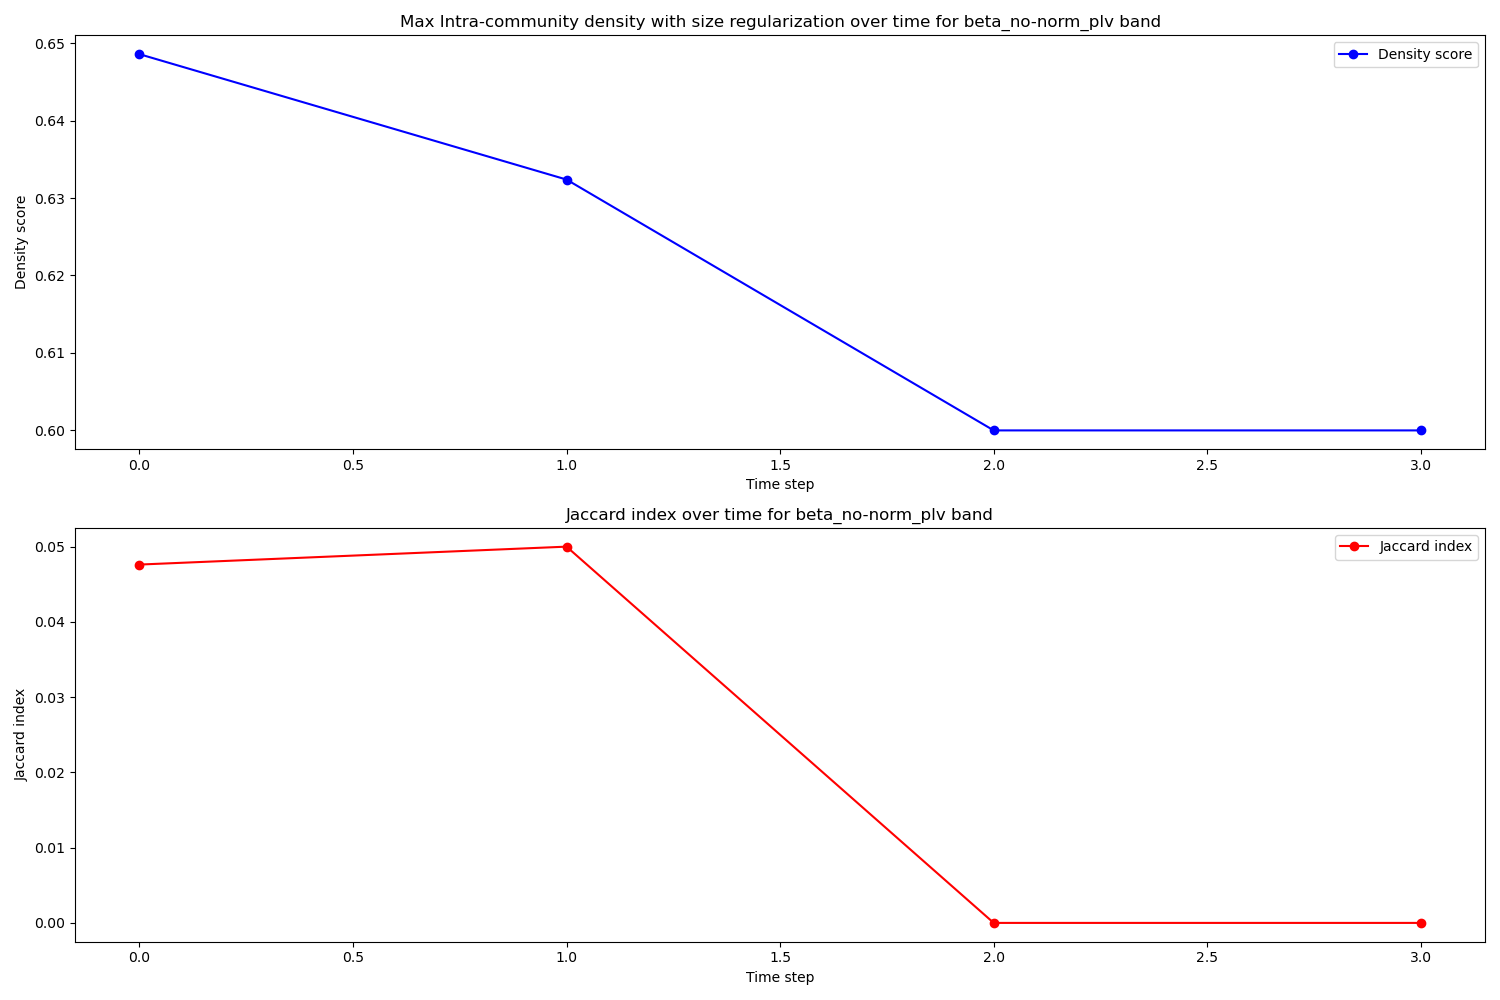 Max Intra-community density with size regularization over time for beta_no-norm_plv band
Density score
0.65
0.64
0.63
0.62
0.61
0.60
Density score
0.0 0.5 1.0 1.5 2.0 2.5 3.0
Time step
Jaccard index over time for beta_no-norm_plv band
Jaccard index
0.05
0.04
0.03
0.02
0.01
0.00
Jaccard index
0.0 0.5 1.0 1.5 2.0 2.5 3.0
Time step